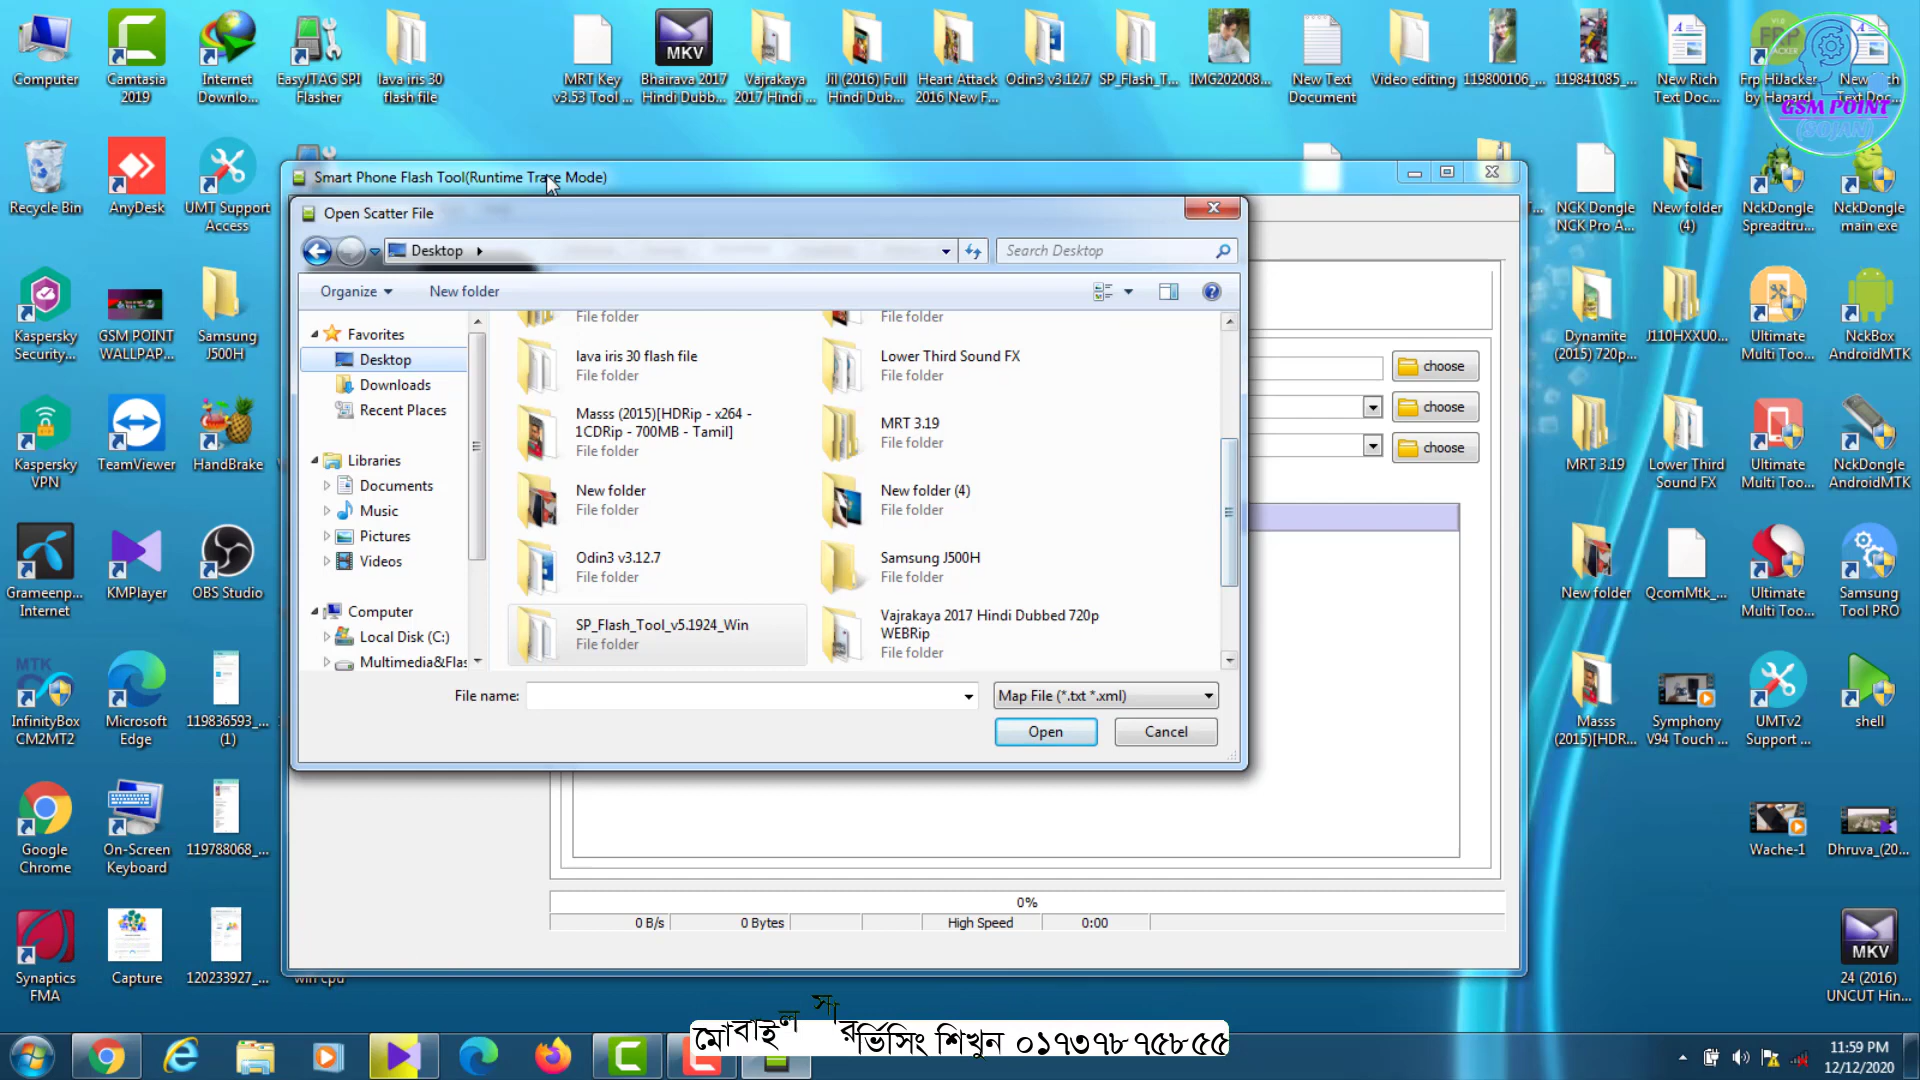 Computer
Camtasia 2019
Internet Downlo...
EasyJTAG SPI Flasher
lava iris 30 flash file
MRT Key v3.53 Tool ...
MKV
Bhairava 2017 Hindi Dubb...
Vajrakaya 2017 Hindi ...
Jil (2016) Full Hindi Dub...
Heart Attack 2016 New F...
Odin3 v3.12.7
SP_Flash_T...
IMG202008...
New Text Document
Video editing
119800106_...
119841085_...
New Rich Text Doc...
Frp HiJacker by Hagard
GSM POINT
(SOJAN)
Recycle Bin
AnyDesk
UMT Support Access
NCK Dongle NCK Pro A...
New folder (4)
NckDongle Spreadtru...
NckDongle main exe
Smart Phone Flash Tool(Runtime Trace Mode)
Open Scatter File
Desktop
Search Desktop
Organize
New folder
Favorites
Desktop
Downloads
Recent Places
Libraries
Documents
Music
Pictures
Videos
Computer
Local Disk (C:)
Multimedia&Flas
File folder
File folder
lava iris 30 flash file
File folder
Lower Third Sound FX
File folder
Masss (2015)[HDRip - x264 - 1CDRip - 700MB - Tamil]
File folder
MRT 3.19
File folder
New folder
File folder
New folder (4)
File folder
Odin3 v3.12.7
File folder
Samsung J500H
File folder
SP_Flash_Tool_v5.1924_Win
File folder
Vajrakaya 2017 Hindi Dubbed 720p WEBRip
File folder
File name:
Map File (*.txt *.xml)
Open
Cancel
choose
choose
choose
0%
0 B/s
0 Bytes
High Speed
0:00
Kaspersky Security...
GSM POINT WALLPAP...
Samsung J500H
Dynamite (2015) 720p...
J110HXXU0...
Ultimate Multi Too...
NckBox AndroidMTK
Kaspersky VPN
TeamViewer
HandBrake
MRT 3.19
Lower Third Sound FX
Ultimate Multi Too...
NckDongle AndroidMTK
Grameenp... Internet
KMPlayer
OBS Studio
New folder
QcomMtk_...
Ultimate Multi Too...
Samsung Tool PRO
InfinityBox CM2MT2
Microsoft Edge
119836593_... (1)
Masss (2015)[HDR...
Symphony V94 Touch ...
UMTv2 Support ...
shell
Google Chrome
On-Screen Keyboard
119788068_...
Wache-1
Dhruva_(20...
Synaptics FMA
Capture
120233927_...
MKV
24 (2016) UNCUT Hin...
মোবাইল সার্ভিসিং শিখুন ০১৭৩৭৮৭৫৮৫৫
11:59 PM
12/12/2020